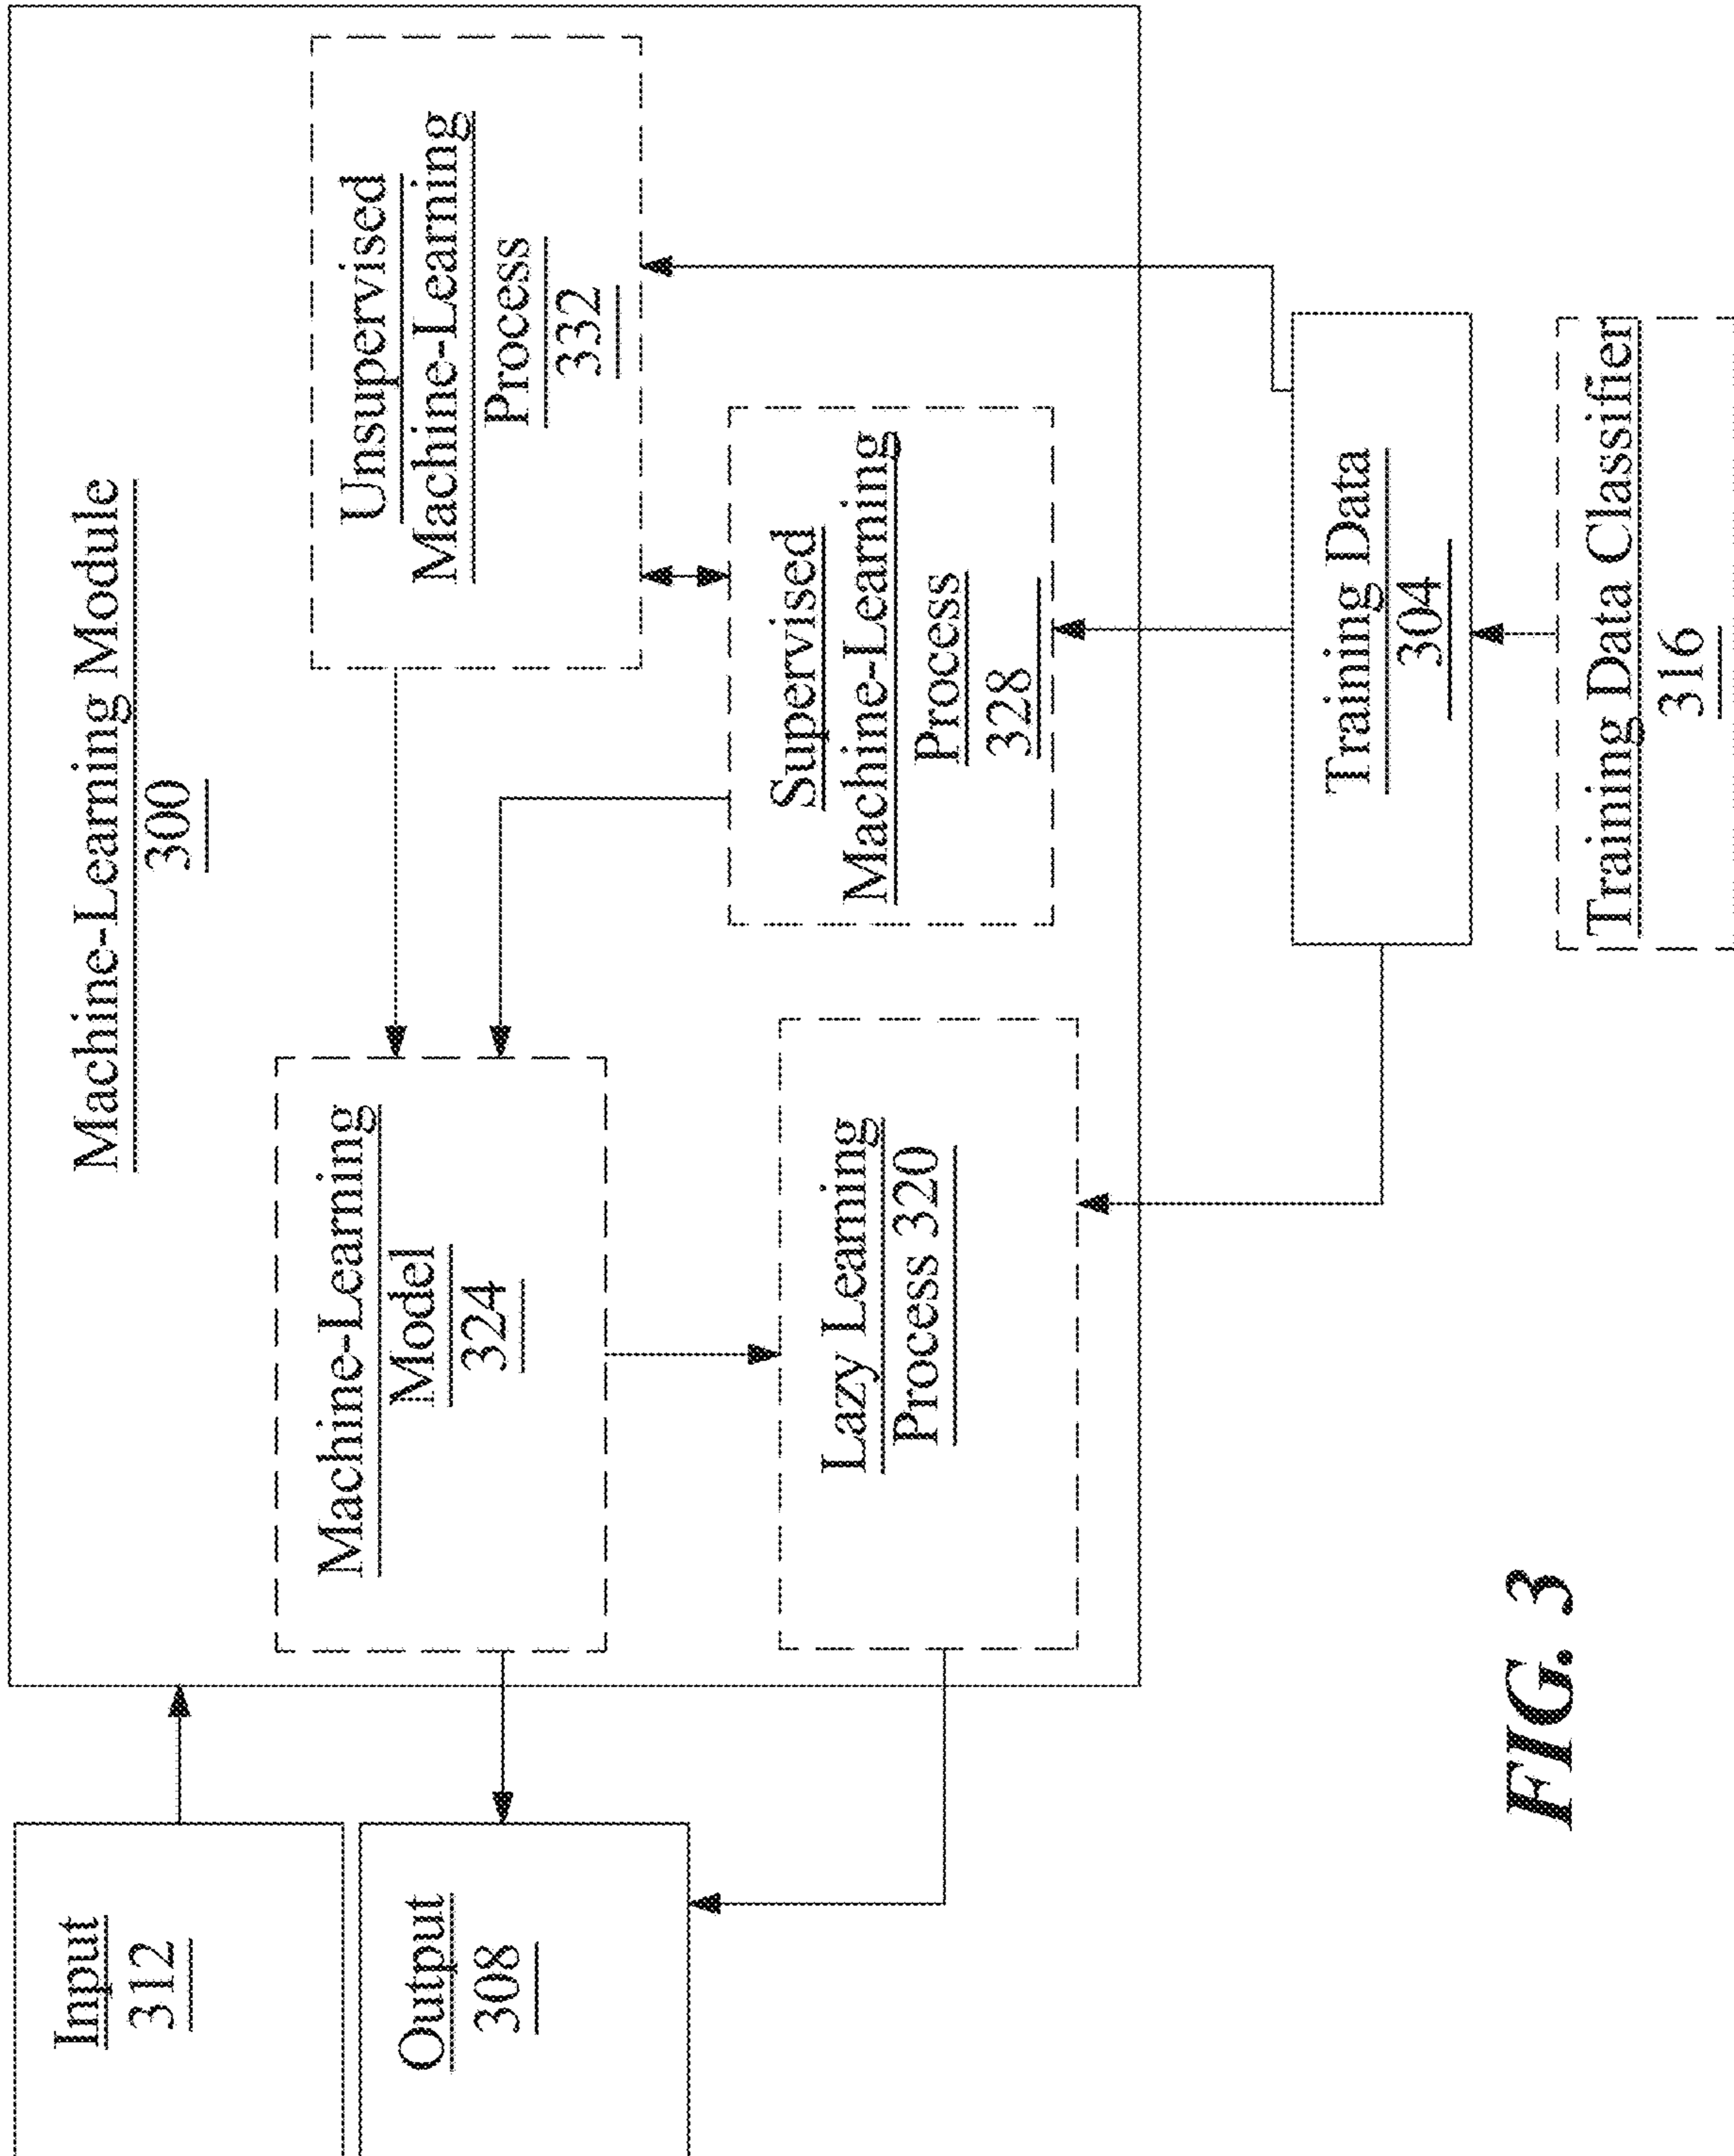 Machine-Learning Module
300
Input
312
Output
308
Machine-Learning
Model
324
Unsupervised
Machine-Learning
Process
332
Lazy Learning
Process 320
Supervised
Machine-Learning
Process
328
Training Data
304
Training Data Classifier
316
FIG. 3